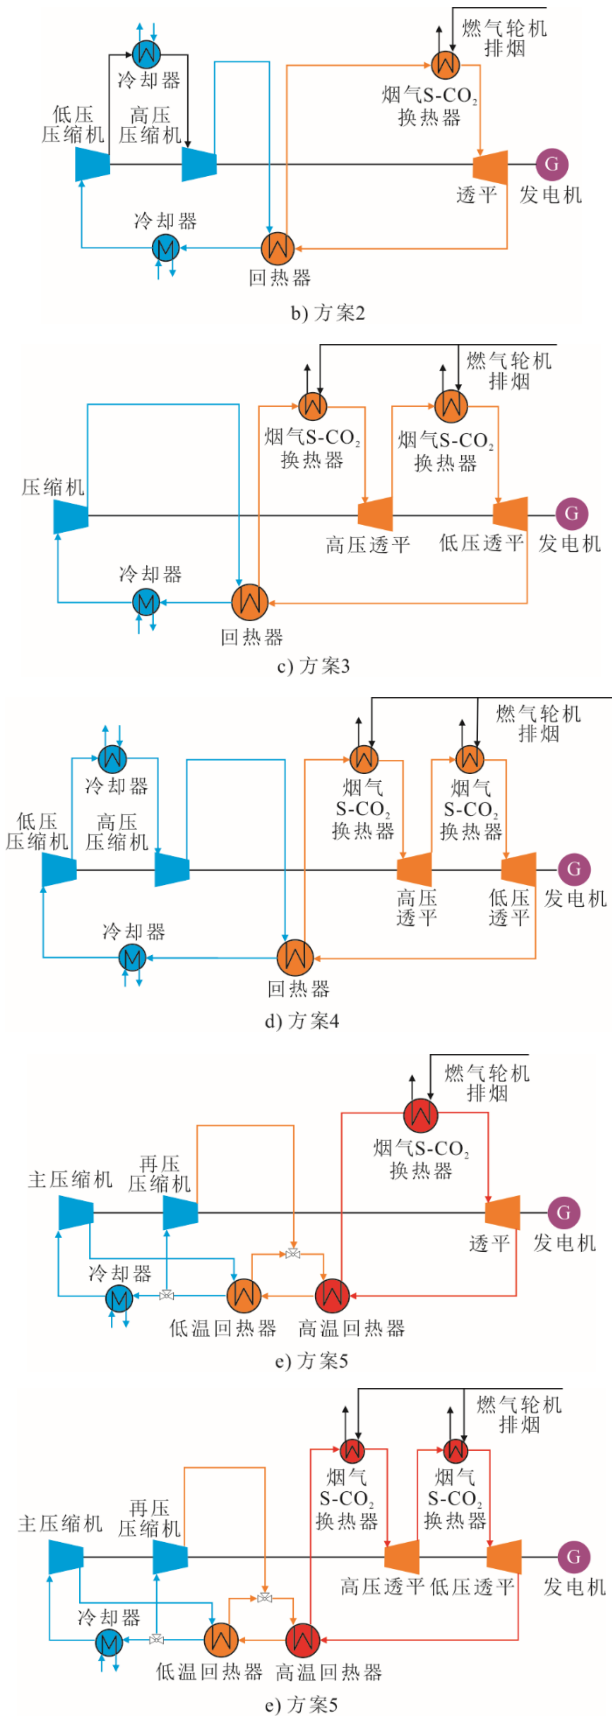 燃气轮机
排烟
冷却器
烟气S-CO₂
换热器
低压
压缩机
高压
压缩机
G
透平
发电机
冷却器
回热器
b) 方案2
燃气轮机
排烟
烟气S-CO₂
换热器
烟气S-CO₂
换热器
压缩机
G
高压透平
低压透平
发电机
冷却器
回热器
c) 方案3
燃气轮机
排烟
冷却器
烟气
S-CO₂
换热器
烟气
S-CO₂
换热器
低压
压缩机
高压
压缩机
G
高压
透平
低压
透平
发电机
冷却器
回热器
d) 方案4
燃气轮机
排烟
烟气S-CO₂
换热器
主压缩机
再压
压缩机
G
透平
发电机
冷却器
低温回热器
高温回热器
e) 方案5
燃气轮机
排烟
烟气
S-CO₂
换热器
烟气
S-CO₂
换热器
主压缩机
再压
压缩机
G
高压透平
低压透平
发电机
冷却器
低温回热器
高温回热器
e) 方案5